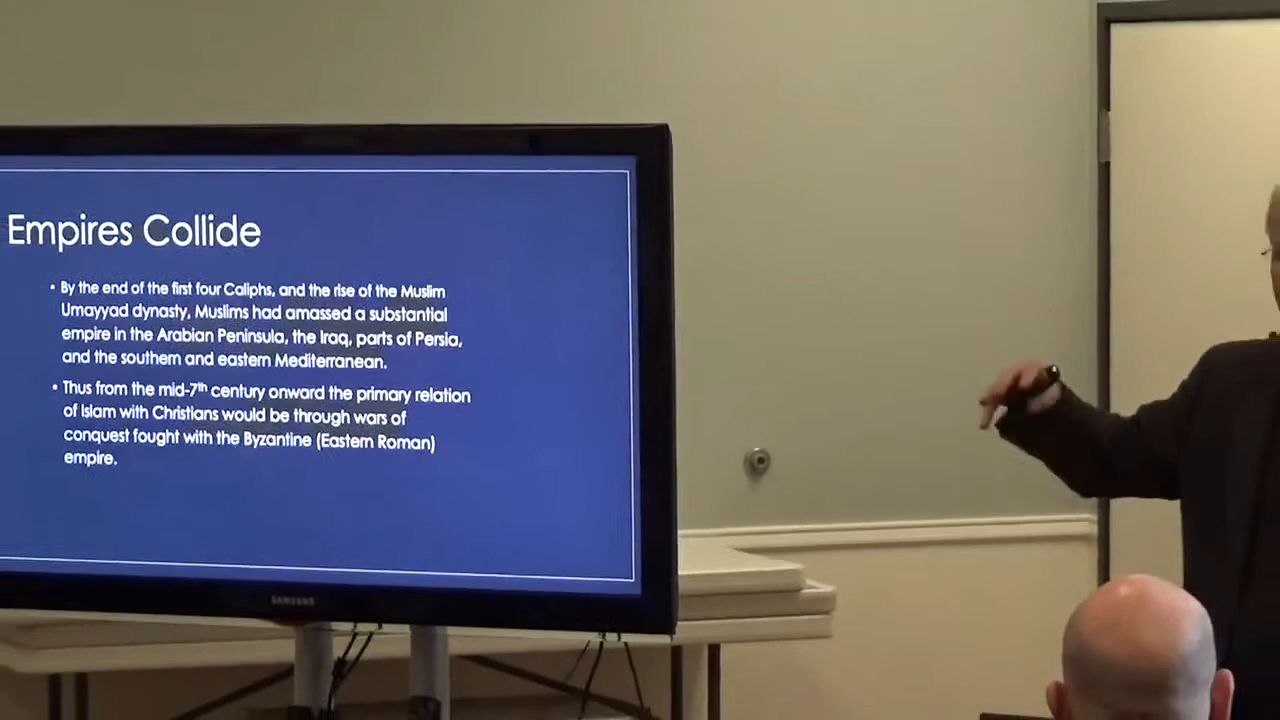 Empires Collide
• By the end of the first four Caliphs, and the rise of the Muslim
Umayyad dynasty, Muslims had amassed a substantial
empire in the Arabian Peninsula, the Iraq, parts of Persia,
and the southern and eastern Mediterranean.
• Thus from the mid-7th century onward the primary relation
of Islam with Christians would be through wars of
conquest fought with the Byzantine (Eastern Roman)
empire.
SAMSUNG